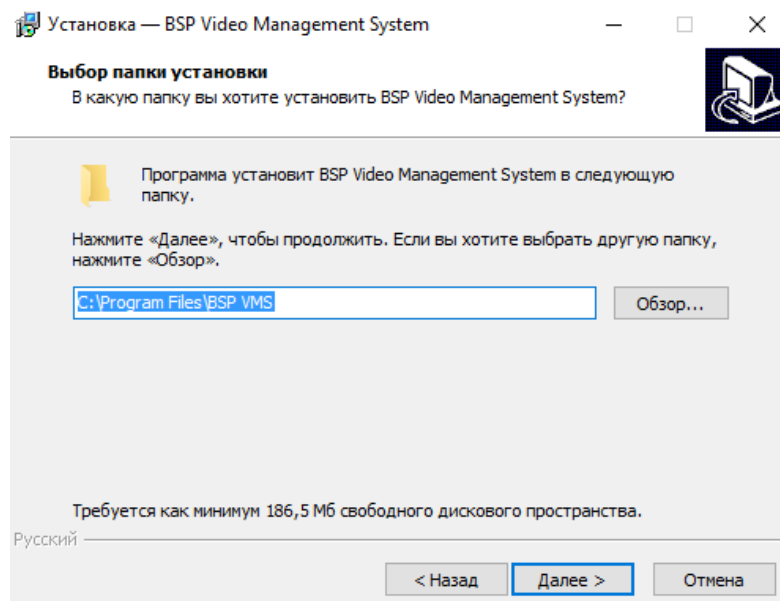 Установка — BSP Video Management System
Выбор папки установки
В какую папку вы хотите установить BSP Video Management System?
Программа установит BSP Video Management System в следующую
папку.
Нажмите «Далее», чтобы продолжить. Если вы хотите выбрать другую папку,
нажмите «Обзор».
C:\Program Files\BSP VMS
Обзор...
Требуется как минимум 186,5 Мб свободного дискового пространства.
Русский
< Назад
Далее >
Отмена